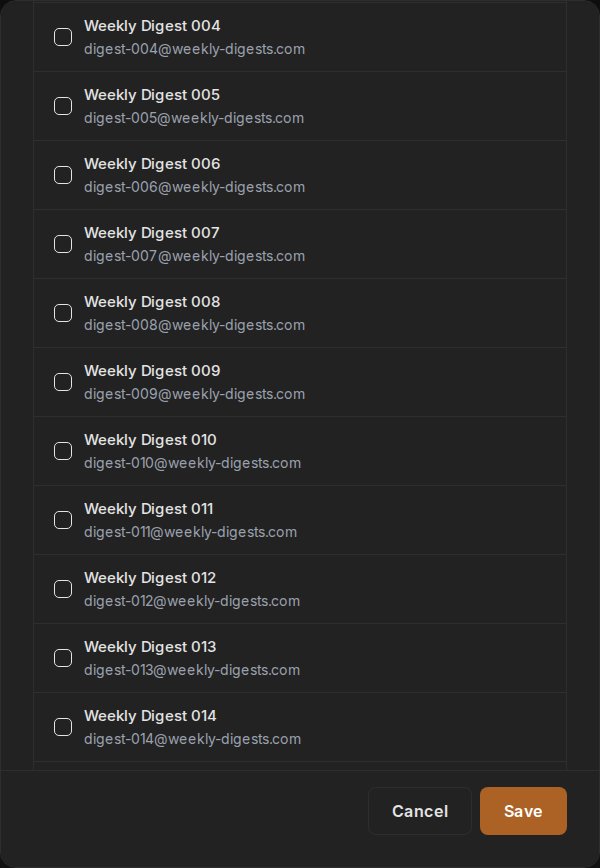 Weekly Digest 004
digest-004@weekly-digests.com
Weekly Digest 005
digest-005@weekly-digests.com
Weekly Digest 006
digest-006@weekly-digests.com
Weekly Digest 007
digest-007@weekly-digests.com
Weekly Digest 008
digest-008@weekly-digests.com
Weekly Digest 009
digest-009@weekly-digests.com
Weekly Digest 010
digest-010@weekly-digests.com
Weekly Digest 011
digest-011@weekly-digests.com
Weekly Digest 012
digest-012@weekly-digests.com
Weekly Digest 013
digest-013@weekly-digests.com
Weekly Digest 014
digest-014@weekly-digests.com
Cancel Save